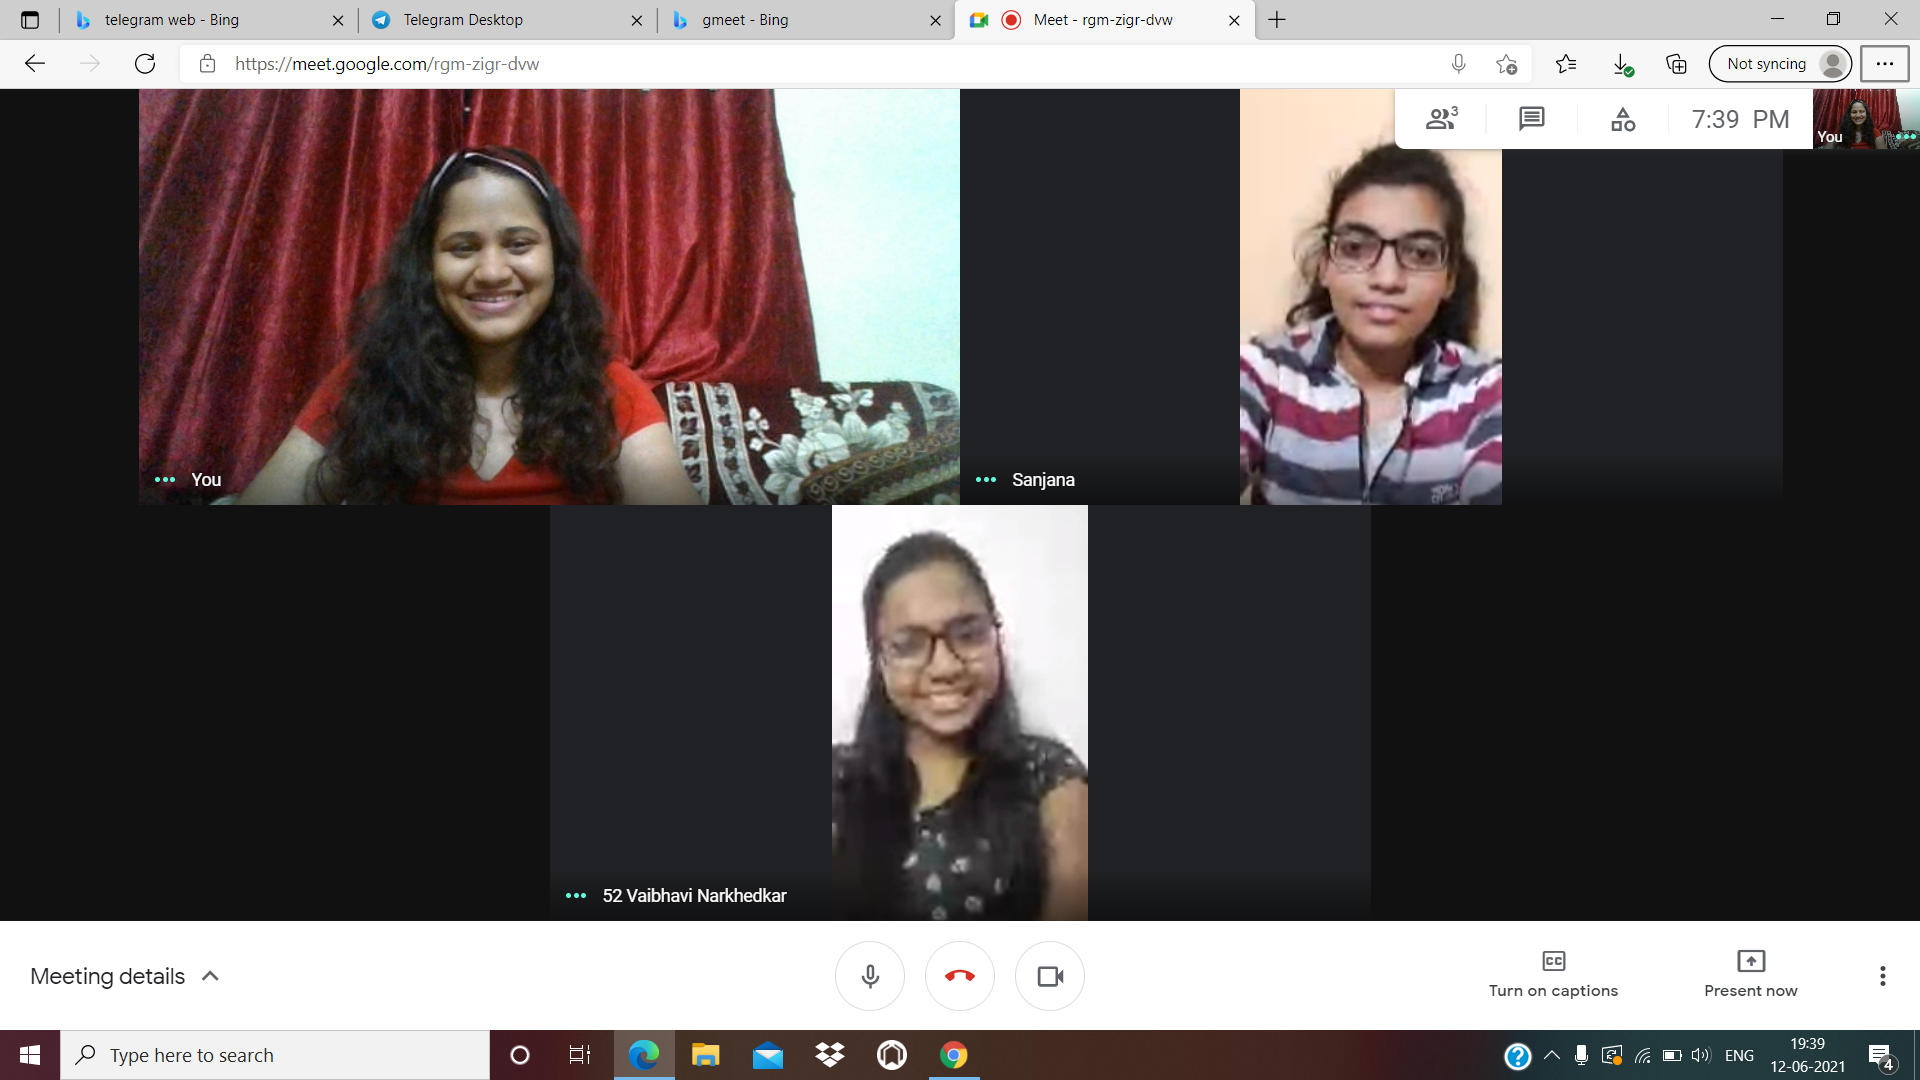 telegram web - Bing
Telegram Desktop
gmeet - Bing
Meet - rgm-zigr-dvw
https://meet.google.com/rgm-zigr-dvw
Not syncing
3
7:39 PM
You
You
Sanjana
52 Vaibhavi Narkhedkar
Meeting details
CC
Turn on captions
Present now
Type here to search
ENG
19:39
12-06-2021
4